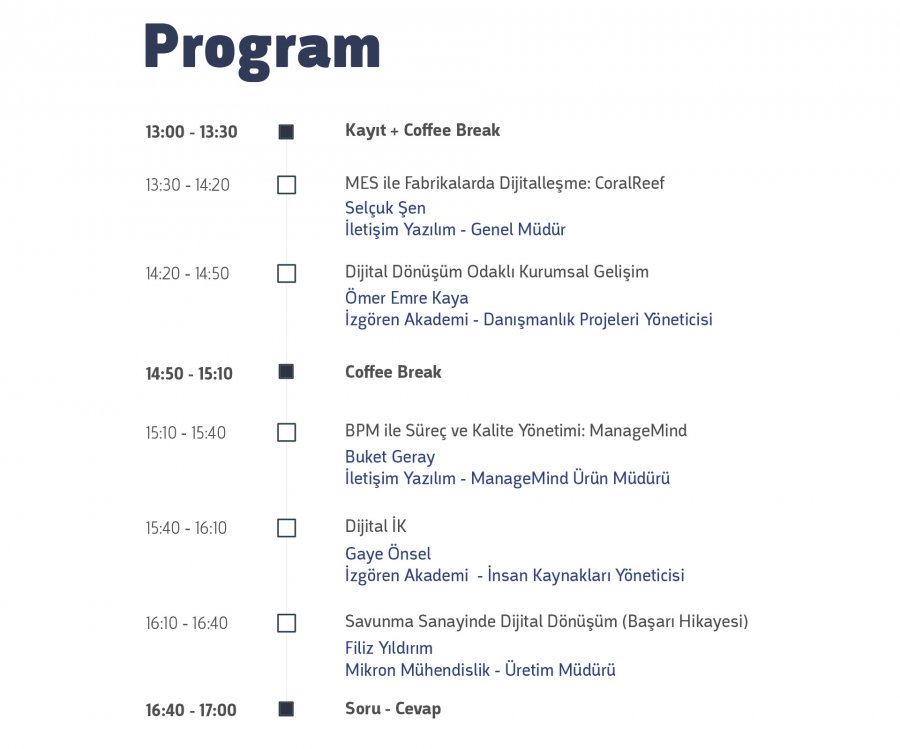 Program
13:00 - 13:30 Kayıt + Coffee Break
13:30 - 14:20 MES ile Fabrikalarda Dijitalleşme: CoralReef
Selçuk Şen
İletişim Yazılım - Genel Müdür
14:20 - 14:50 Dijital Dönüşüm Odaklı Kurumsal Gelişim
Ömer Emre Kaya
İzgören Akademi - Danışmanlık Projeleri Yöneticisi
14:50 - 15:10 Coffee Break
15:10 - 15:40 BPM ile Süreç ve Kalite Yönetimi: ManageMind
Buket Geray
İletişim Yazılım - ManageMind Ürün Müdürü
15:40 - 16:10 Dijital İK
Gaye Önsel
İzgören Akademi - İnsan Kaynakları Yöneticisi
16:10 - 16:40 Savunma Sanayinde Dijital Dönüşüm (Başarı Hikayesi)
Filiz Yıldırım
Mikron Mühendislik - Üretim Müdürü
16:40 - 17:00 Soru - Cevap